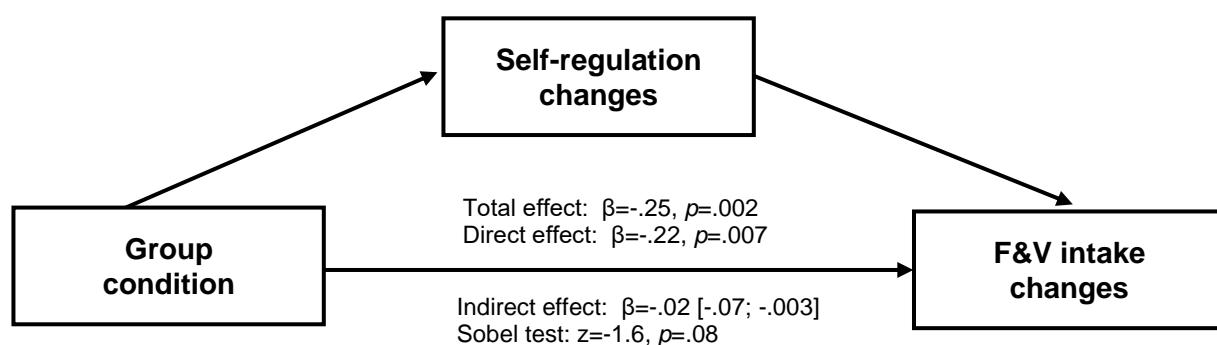 Self-regulation
changes
Total effect: β=-.25, p=.002
Direct effect: β=-.22, p=.007
Group
condition
F&V intake
changes
Indirect effect: β=-.02 [-.07; -.003]
Sobel test: z=-1.6, p=.08